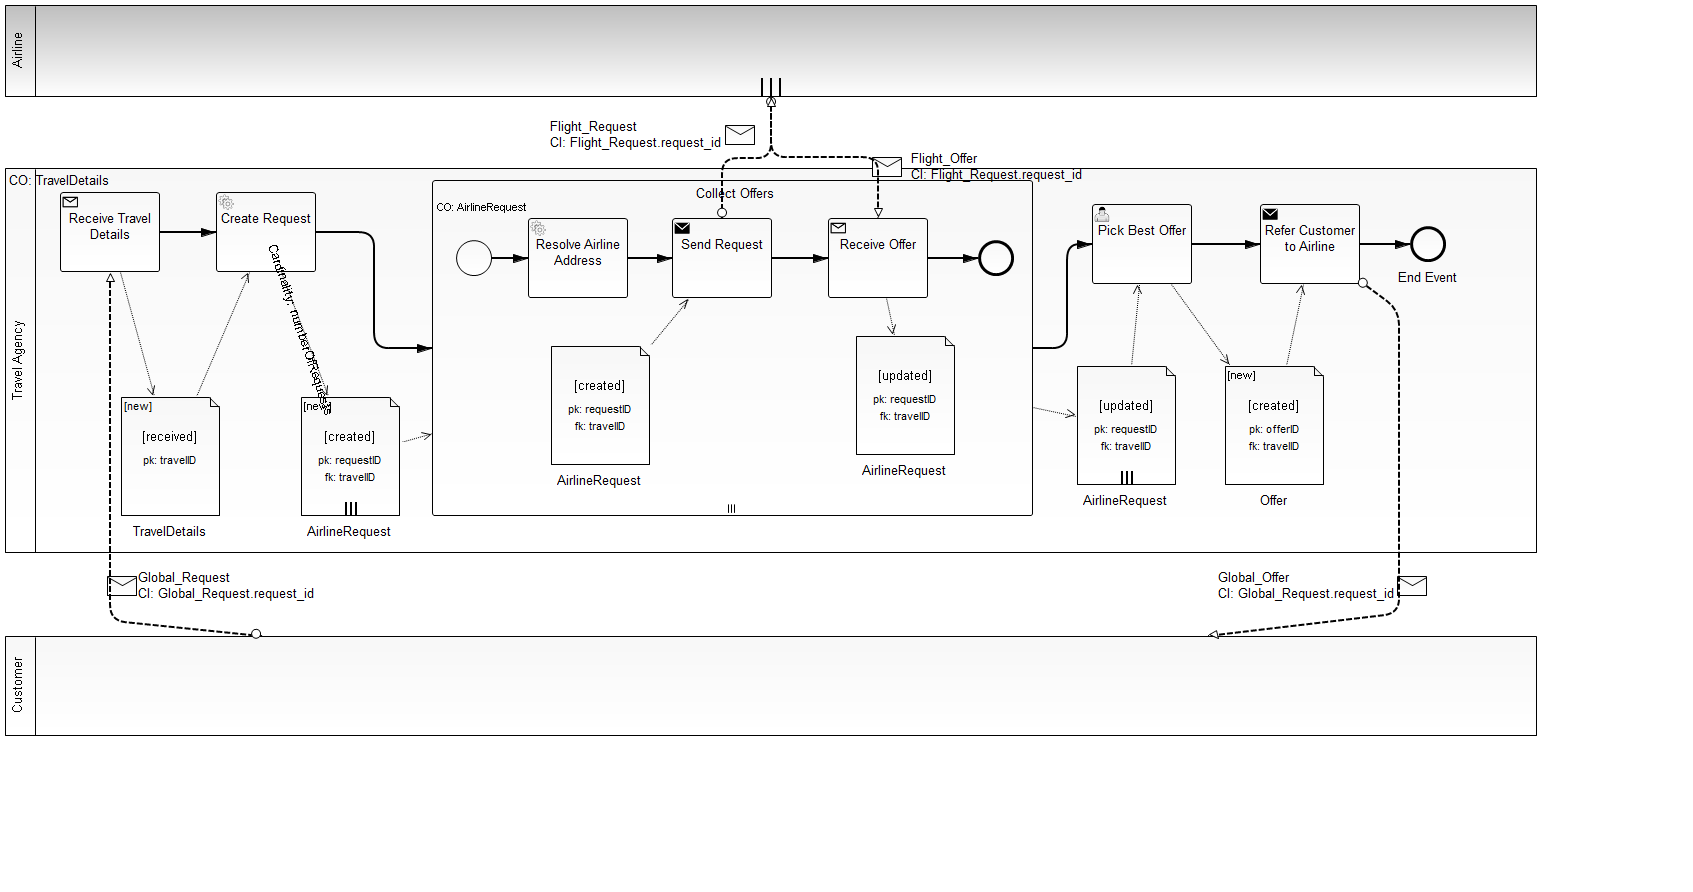 Airline
Flight_Request
CI: Flight_Request.request_id
Flight_Offer
CI: Flight_Request.request_id
Travel Agency
CO: TravelDetails
Receive Travel
Details
Create Request
Cardinality: numberOfRequests
[new]
[received]
pk: travelID
TravelDetails
[new]
[created]
pk: requestID
fk: travelID
AirlineRequest
Collect Offers
CO: AirlineRequest
Resolve Airline
Address
Send Request
Receive Offer
[created]
pk: requestID
fk: travelID
AirlineRequest
[updated]
pk: requestID
fk: travelID
AirlineRequest
Pick Best Offer
Refer Customer
to Airline
End Event
[updated]
pk: requestID
fk: travelID
AirlineRequest
[new]
[created]
pk: offerID
fk: travelID
Offer
Global_Request
CI: Global_Request.request_id
Global_Offer
CI: Global_Request.request_id
Customer